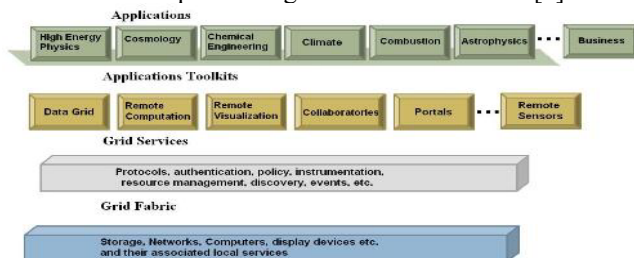 Applications
High Energy Physics
Cosmology
Chemical Engineering
Climate
Combustion
Astrophysics
...
Business
Applications Toolkits
Data Grid
Remote Computation
Remote Visualization
Collaboratories
Portals
...
Remote Sensors
Grid Services
Protocols, authentication, policy, instrumentation,
resource management, discovery, events, etc.
Grid Fabric
Storage, Networks, Computers, display devices etc.
and their associated local services